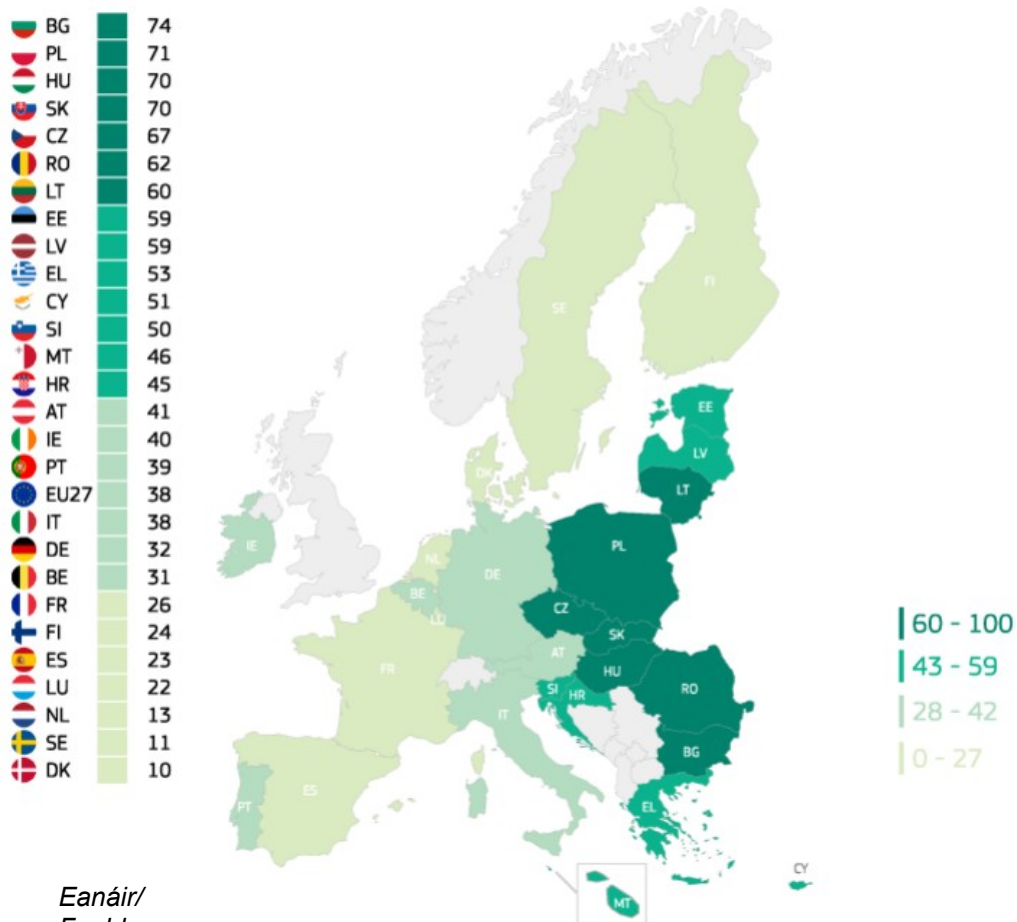 BG 74
PL 71
HU 70
SK 70
CZ 67
RO 62
LT 60
EE 59
LV 59
EL 53
CY 51
SI 50
MT 46
HR 45
AT 41
IE 40
PT 39
EU27 38
IT 38
DE 32
BE 31
FR 26
FI 24
ES 23
LU 22
NL 13
SE 11
DK 10
FI
SE
EE
LV
DK
LT
IE
PL
NL
DE
BE
CZ
LU
SK
AT
HU
FR
SI
HR
RO
IT
BG
ES
PT
EL
CY
MT
60 - 100
43 - 59
28 - 42
0 - 27
Eanáir/